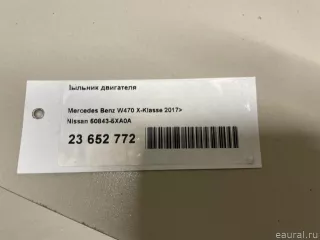 Пыльник двигателя
Mercedes Benz W470 X-Klasse 2017>
Nissan 50843-5XA0A
23 652 772
eaural.ru